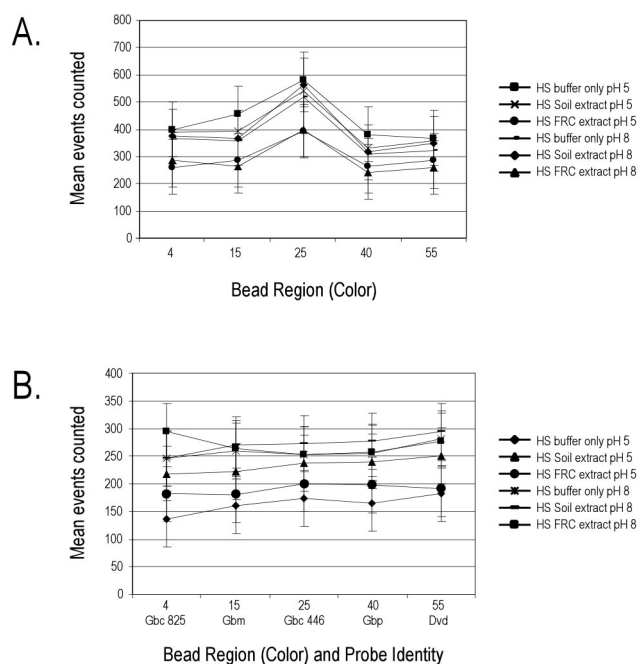 A.
Mean events counted
800
700
600
500
400
300
200
100
0
4 15 25 40 55
Bead Region (Color)
HS buffer only pH 5
HS Soil extract pH 5
HS FRC extract pH 5
HS buffer only pH 8
HS Soil extract pH 8
HS FRC extract pH 8
B.
Mean events counted
400
350
300
250
200
150
100
50
0
4 15 25 40 55
Gbc 825 Gbm Gbc 446 Gbp Dvd
Bead Region (Color) and Probe Identity
HS buffer only pH 5
HS Soil extract pH 5
HS FRC extract pH 5
HS buffer only pH 8
HS Soil extract pH 8
HS FRC extract pH 8